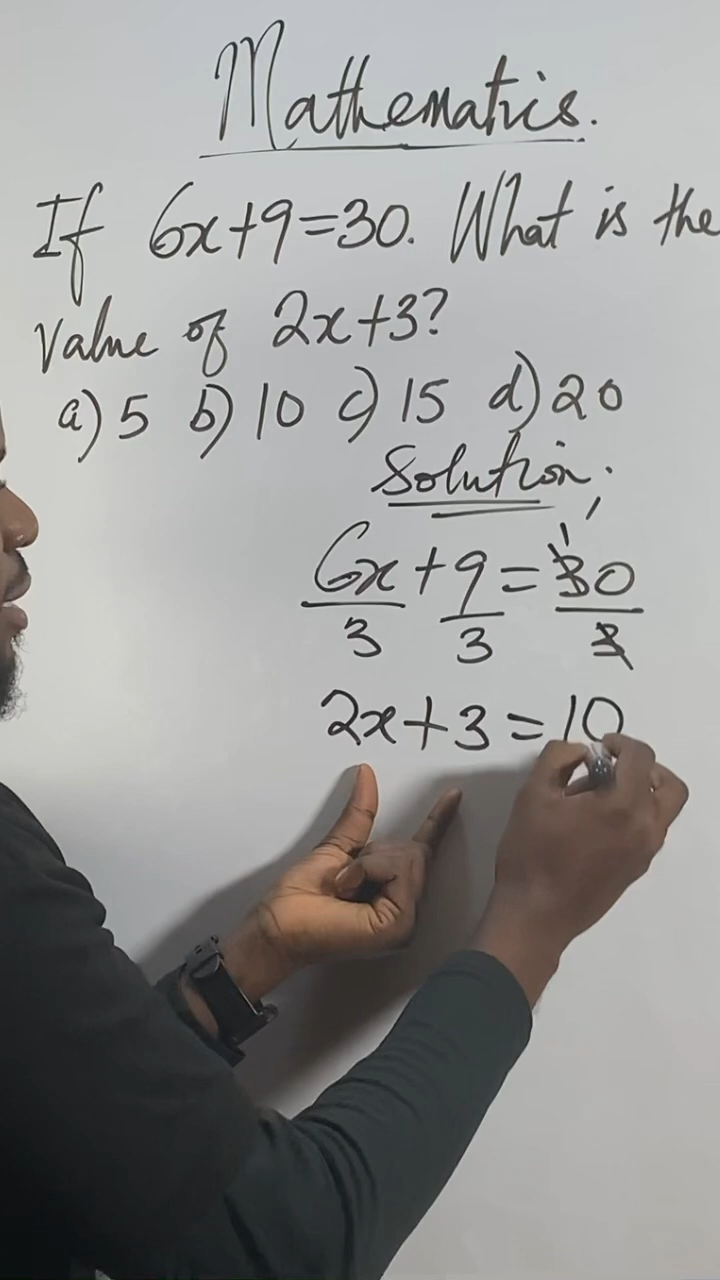 Mathematics.
If 6x+9=30. What is the
value of 2x+3?
a) 5 b) 10 c) 15 d) 20
Solution;
6x/3 + 9/3 = 30/3
1
2x+3=10